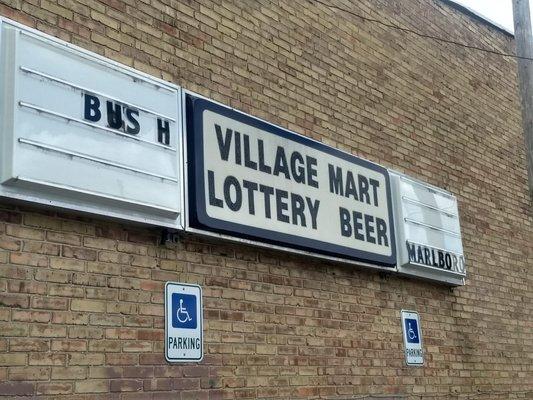 BUS H
VILLAGE MART
LOTTERY BEER
MARLBORO
PARKING
PARKING